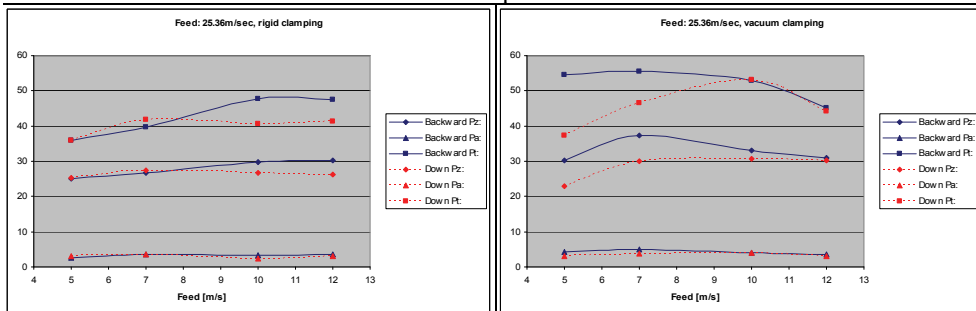 Feed: 25.36m/sec, rigid clamping
60
50
40
30
20
10
0
4 5 6 7 8 9 10 11 12 13
Feed [m/s]
Backward Pz:
Backward Pa:
Backward Pt:
Down Pz:
Down Pa:
Down Pt:
Feed: 25.36m/sec, vacuum clamping
60
50
40
30
20
10
0
4 5 6 7 8 9 10 11 12 13
Feed [m/s]
Backward Pz:
Backward Pa:
Backward Pt:
Down Pz:
Down Pa:
Down Pt: